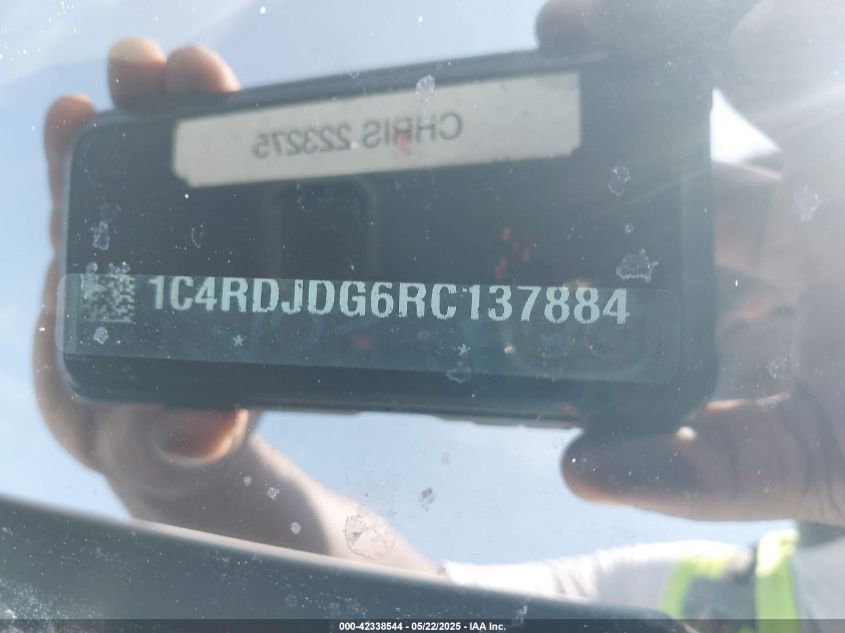 CHRIS 223275
1C4RDJDG6RC137884
* *
000-42338544 - 05/22/2025 - IAA Inc.